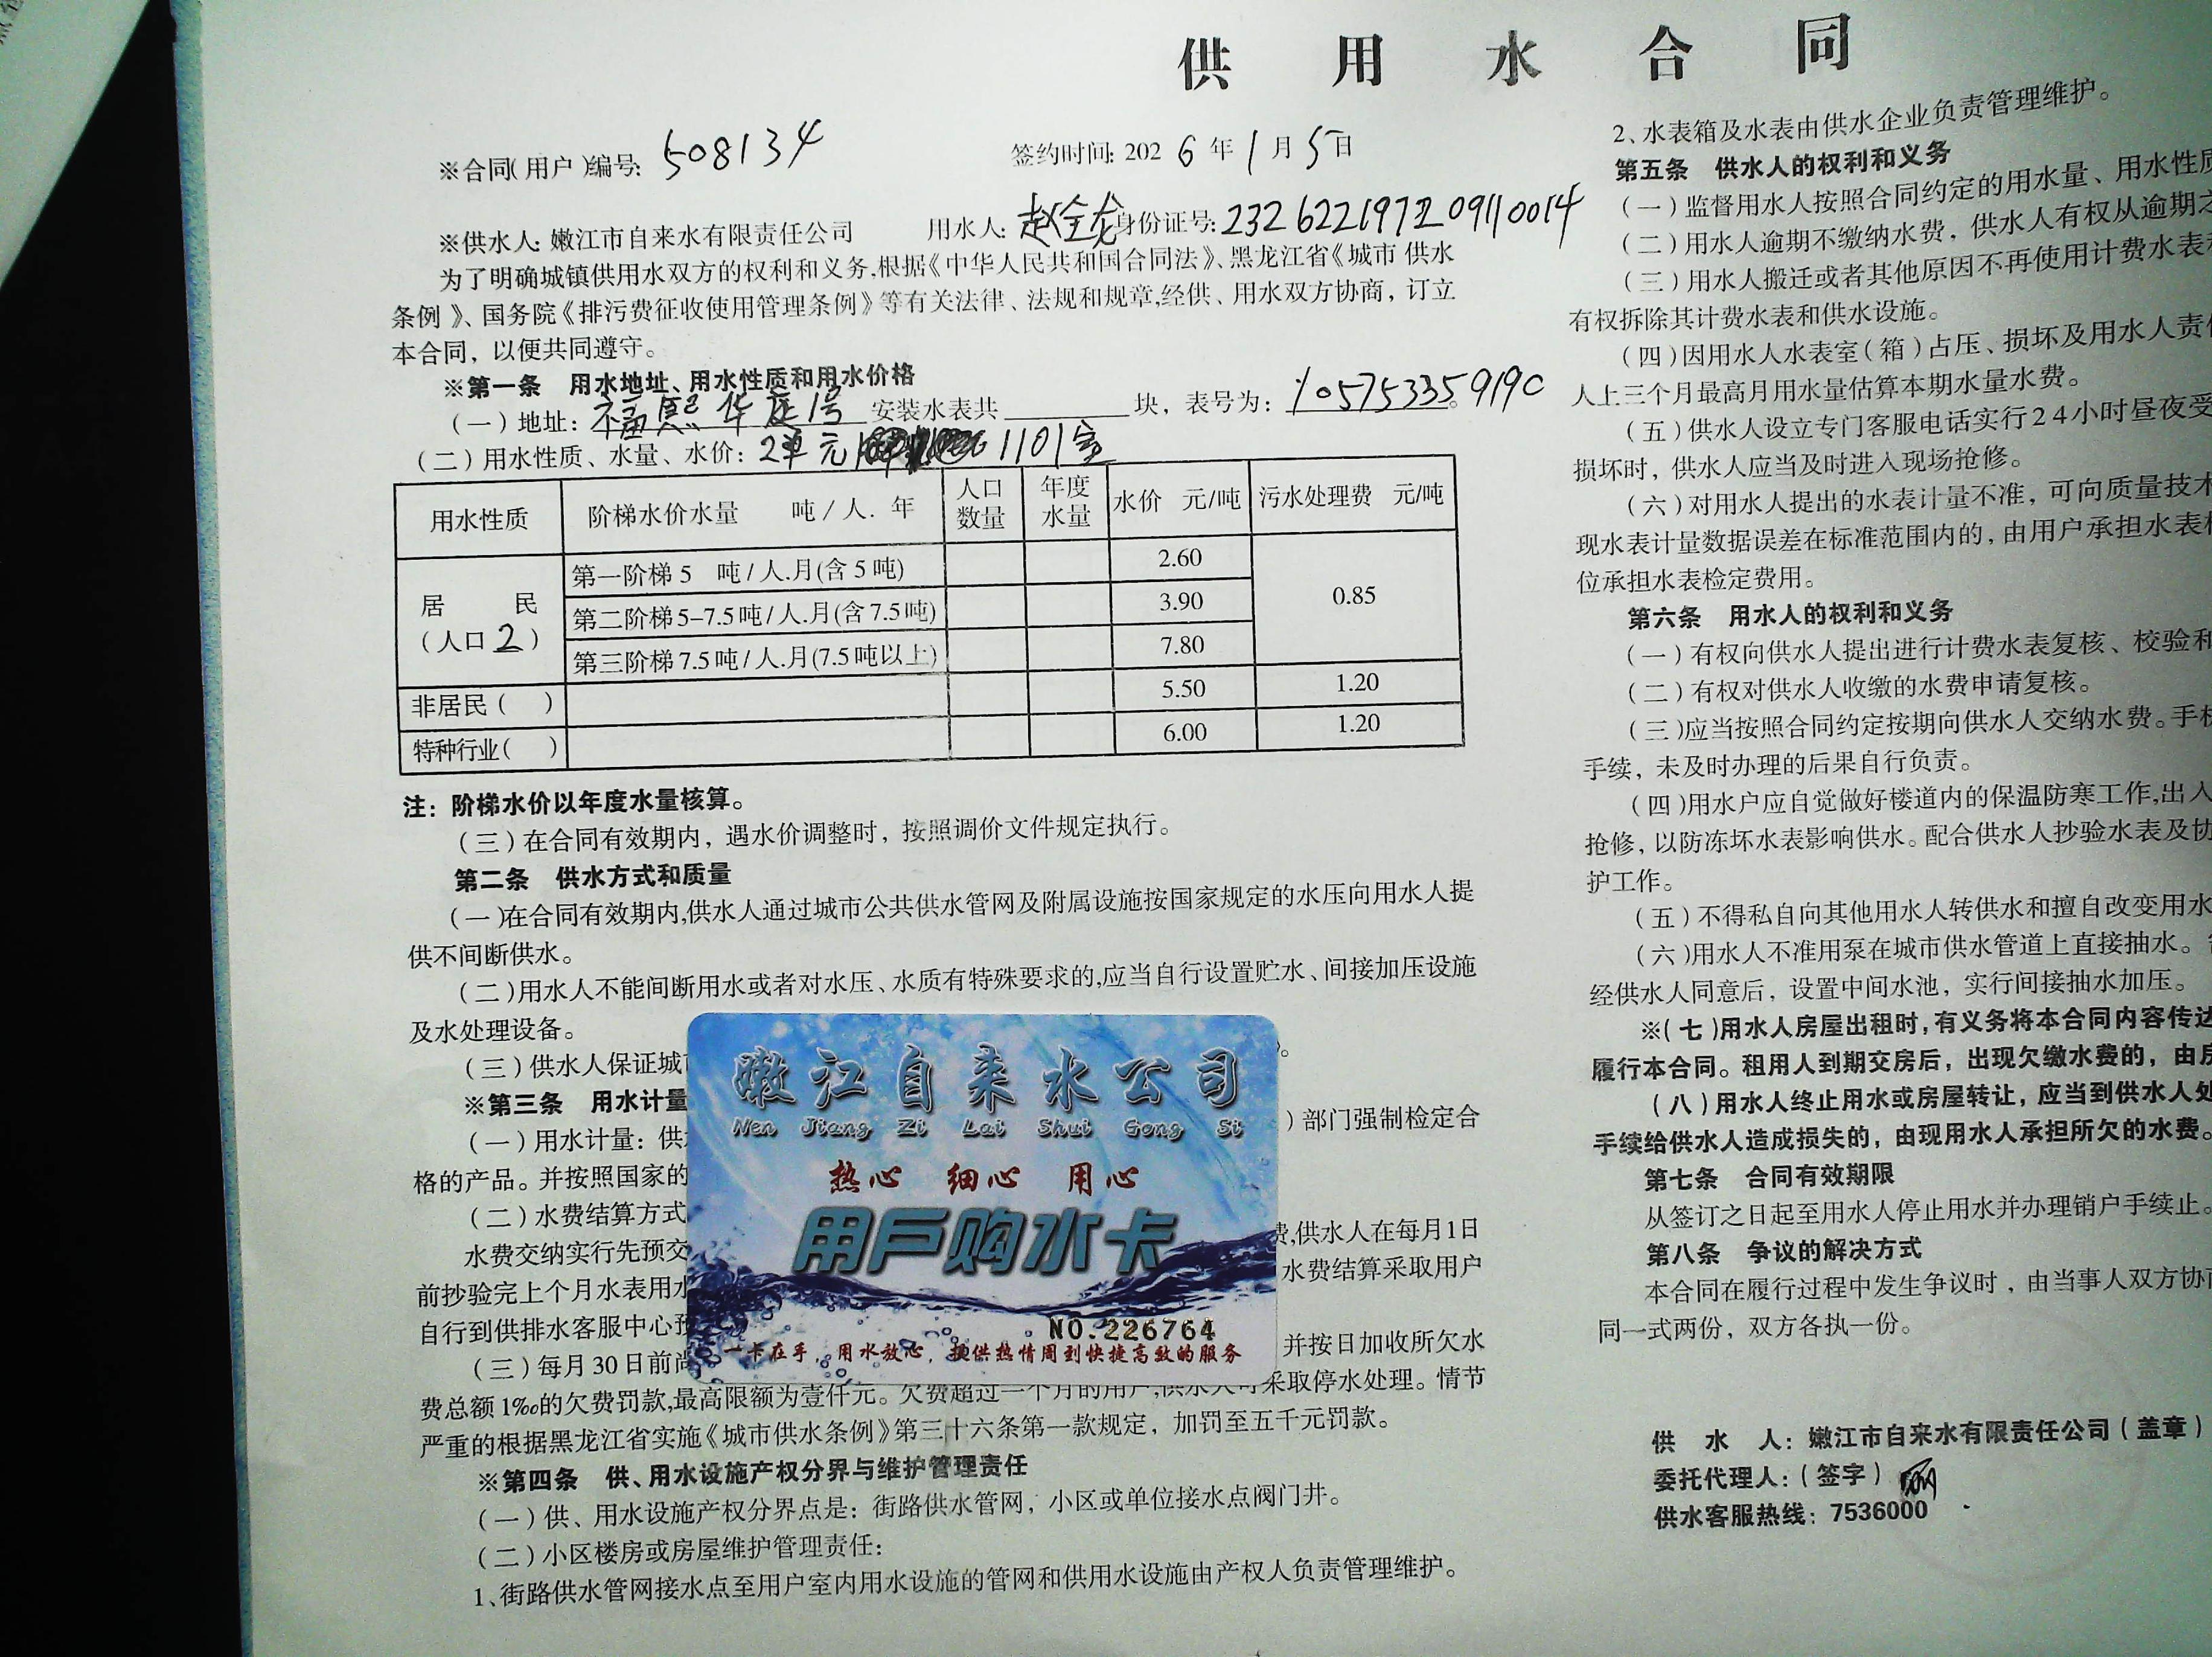 供用水合同
※合同(用户)编号: 508134 签约时间: 2026年1月5日
※供水人: 嫩江市自来水有限责任公司 用水人: 赵全龙 身份证号:
为了明确城镇供用水双方的权利和义务,根据《中华人民共和国合同法》、黑龙江省《城市 供水
条例》、国务院《排污费征收使用管理条例》等有关法律、法规和规章,经供、用水双方协商，订立
本合同，以便共同遵守。
※第一条 用水地址、用水性质和用水价格
(一)地址: 福熙华庭1号 安装水表共 块，表号为:
(二)用水性质、水量、水价: 2单元 1101室
用水性质 阶梯水价水量 吨/人. 年 人口数量 年度水量 水价 元/吨 污水处理费 元/吨
居 民
(人口2)
第一阶梯5 吨/人.月(含5吨) 2.60
第二阶梯5-7.5吨/人.月(含7.5吨) 3.90 0.85
第三阶梯7.5吨/人.月(7.5吨以上) 7.80
非居民( ) 5.50 1.20
特种行业( ) 6.00 1.20
注：阶梯水价以年度水量核算。
(三)在合同有效期内，遇水价调整时，按照调价文件规定执行。
第二条 供水方式和质量
(一)在合同有效期内,供水人通过城市公共供水管网及附属设施按国家规定的水压向用水人提
供不间断供水。
(二)用水人不能间断用水或者对水压、水质有特殊要求的,应当自行设置贮水、间接加压设施
及水处理设备。
(三)供水人保证城 。
※第三条 用水计量
(一)用水计量：供 )部门强制检定合
格的产品。并按照国家的
(二)水费结算方式
水费交纳实行先预交 费,供水人在每月1日
前抄验完上个月水表用水 水费结算采取用户
自行到供排水客服中心预
(三)每月30日前尚 并按日加收所欠水
费总额1‰的欠费罚款,最高限额为壹仟元。欠费超过一个月的用户,供水人可采取停水处理。情节
严重的根据黑龙江省实施《城市供水条例》第三十六条第一款规定，加罚至五千元罚款。
※第四条 供、用水设施产权分界与维护管理责任
(一)供、用水设施产权分界点是：街路供水管网，小区或单位接水点阀门井。
(二)小区楼房或房屋维护管理责任：
1、街路供水管网接水点至用户室内用水设施的管网和供用水设施由产权人负责管理维护。
嫩江自来水公司
Nen Jiang Zi Lai Shui Gong Si
热心 细心 用心
用户购水卡
NO.226764
一卡在手，用水放心，提供热情周到快捷高效的服务
2、水表箱及水表由供水企业负责管理维护。
第五条 供水人的权利和义务
(一)监督用水人按照合同约定的用水量、用水性质
(二)用水人逾期不缴纳水费，供水人有权从逾期之
(三)用水人搬迁或者其他原因不再使用计费水表和
有权拆除其计费水表和供水设施。
(四)因用水人水表室(箱)占压、损坏及用水人责任
人上三个月最高月用水量估算本期水量水费。
(五)供水人设立专门客服电话实行24小时昼夜受
损坏时，供水人应当及时进入现场抢修。
(六)对用水人提出的水表计量不准，可向质量技术
现水表计量数据误差在标准范围内的，由用户承担水表检
位承担水表检定费用。
第六条 用水人的权利和义务
(一)有权向供水人提出进行计费水表复核、校验和
(二)有权对供水人收缴的水费申请复核。
(三)应当按照合同约定按期向供水人交纳水费。手机
手续，未及时办理的后果自行负责。
(四)用水户应自觉做好楼道内的保温防寒工作,出入
抢修，以防冻坏水表影响供水。配合供水人抄验水表及协
护工作。
(五)不得私自向其他用水人转供水和擅自改变用水
(六)用水人不准用泵在城市供水管道上直接抽水。
经供水人同意后，设置中间水池，实行间接抽水加压。
※(七)用水人房屋出租时,有义务将本合同内容传达
履行本合同。租用人到期交房后，出现欠缴水费的，由房
(八)用水人终止用水或房屋转让，应当到供水人处
手续给供水人造成损失的，由现用水人承担所欠的水费。
第七条 合同有效期限
从签订之日起至用水人停止用水并办理销户手续止。
第八条 争议的解决方式
本合同在履行过程中发生争议时，由当事人双方协商
同一式两份，双方各执一份。
供 水 人：嫩江市自来水有限责任公司(盖章)
委托代理人：(签字)
供水客服热线：7536000